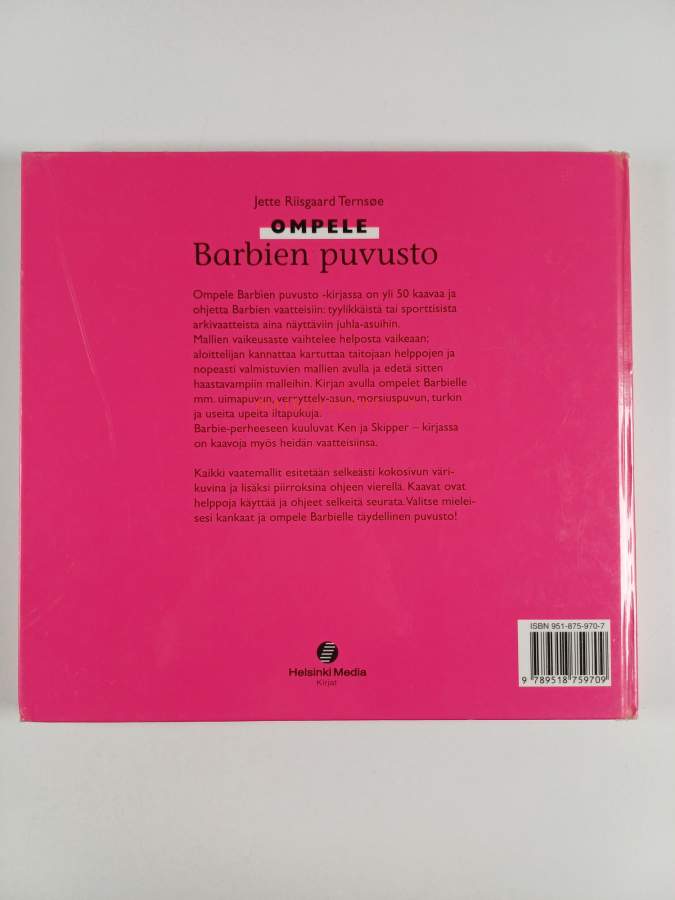 Jette Riisgaard Ternsøe
OMPELE
Barbien puvusto
Ompele Barbien puvusto -kirjassa on yli 50 kaavaa ja
ohjetta Barbien vaatteisiin: tyylikkäistä tai sporttisista
arkivaatteista aina näyttäviin juhla-asuihin.
Mallien vaikeusaste vaihtelee helposta vaikeaan;
aloittelijan kannattaa kartuttaa taitojaan helppojen ja
nopeasti valmistuvien mallien avulla ja edetä sitten
haastavampiin malleihin. Kirjan avulla ompelet Barbielle
mm. uimapuvun, verryttely-asun, morsiuspuvun, turkin
ja useita upeita iltapukuja.
Barbie-perheeseen kuuluvat Ken ja Skipper – kirjassa
on kaavoja myös heidän vaatteisiinsa.
Kaikki vaatemallit esitetään selkeästi kokosivun väri-
kuvina ja lisäksi piirroksina ohjeen vierellä. Kaavat ovat
helppoja käyttää ja ohjeet selkeitä seurata. Valitse mielei-
sesi kankaat ja ompele Barbielle täydellinen puvusto!
ISBN 951-875-970-7
9 789518 759709
Helsinki Media
Kirjat